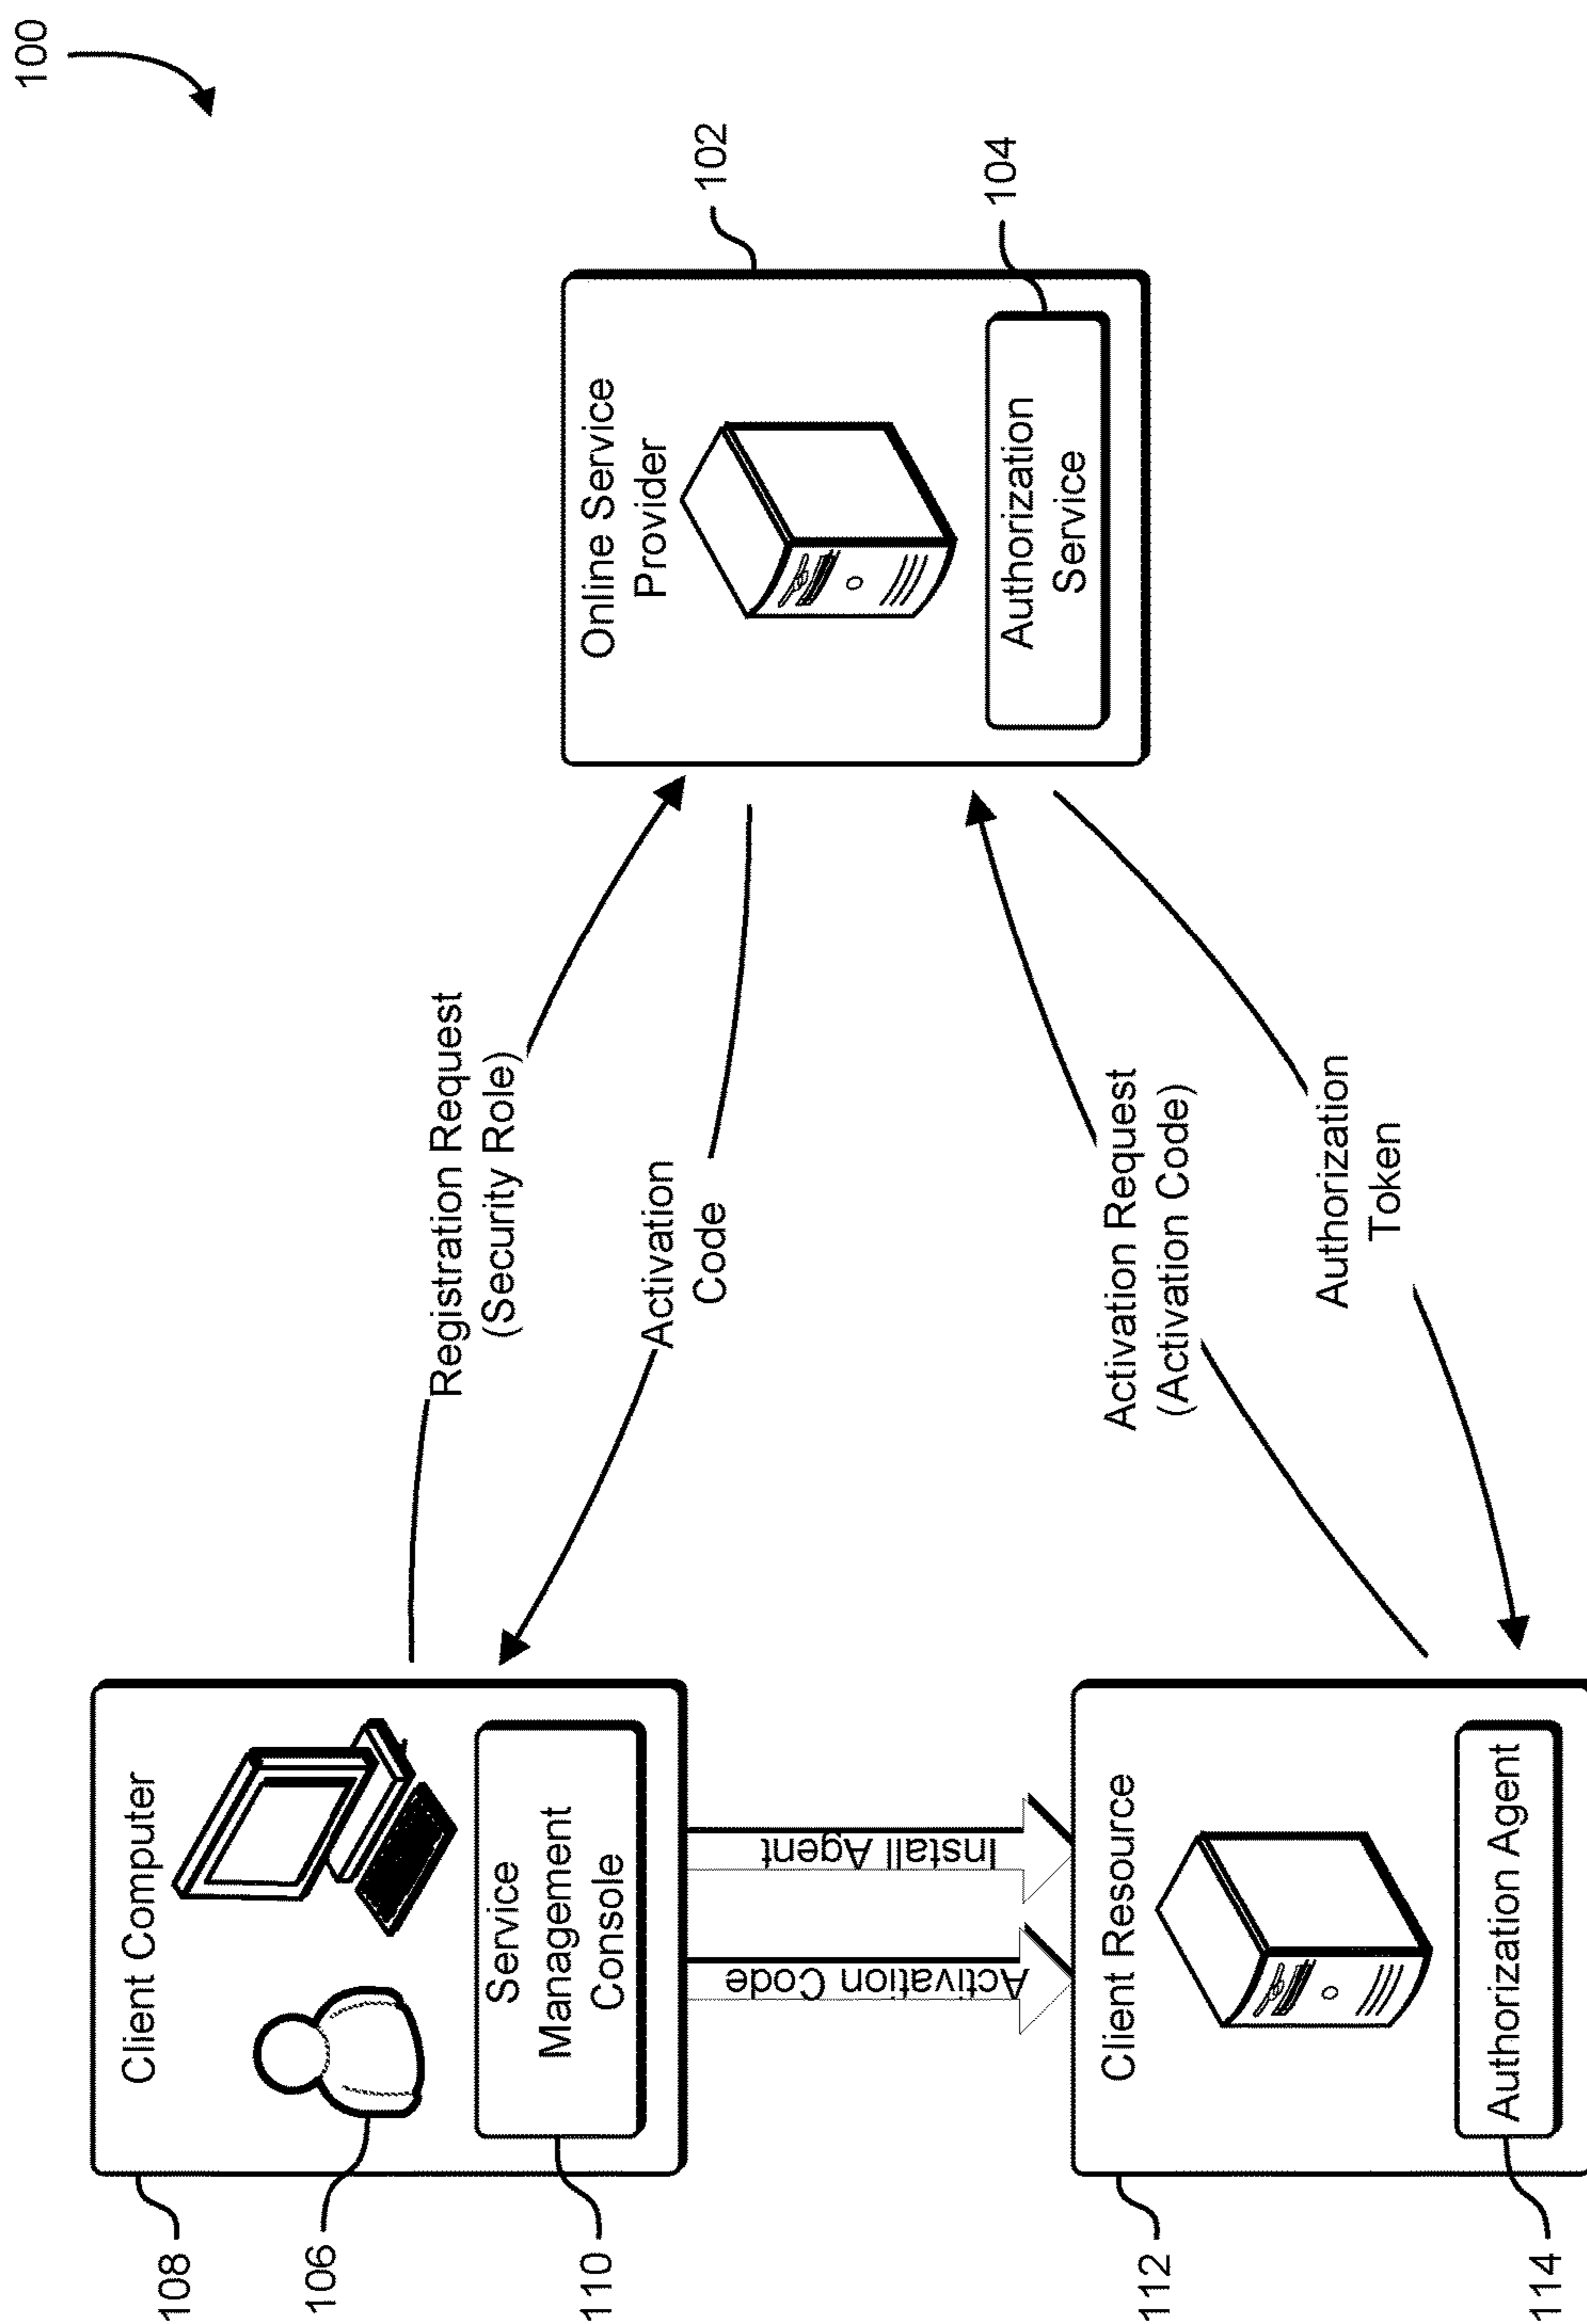 100
Client Computer
108
106
Service
Management
Console
110
Registration Request
(Security Role)
Activation
Code
Online Service
Provider
102
Authorization
Service
104
Activation Code
Install Agent
Activation Request
(Activation Code)
Authorization
Token
Client Resource
112
Authorization Agent
114